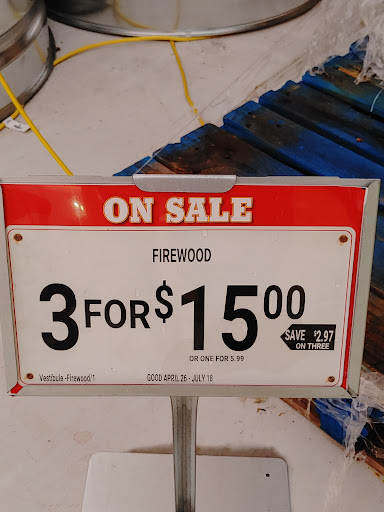 ON SALE
FIREWOOD
3 FOR $15 00
OR ONE FOR 5.99
SAVE $2.97
ON THREE
Vestibule -Firewood/1
GOOD APRIL 26 - JULY 18